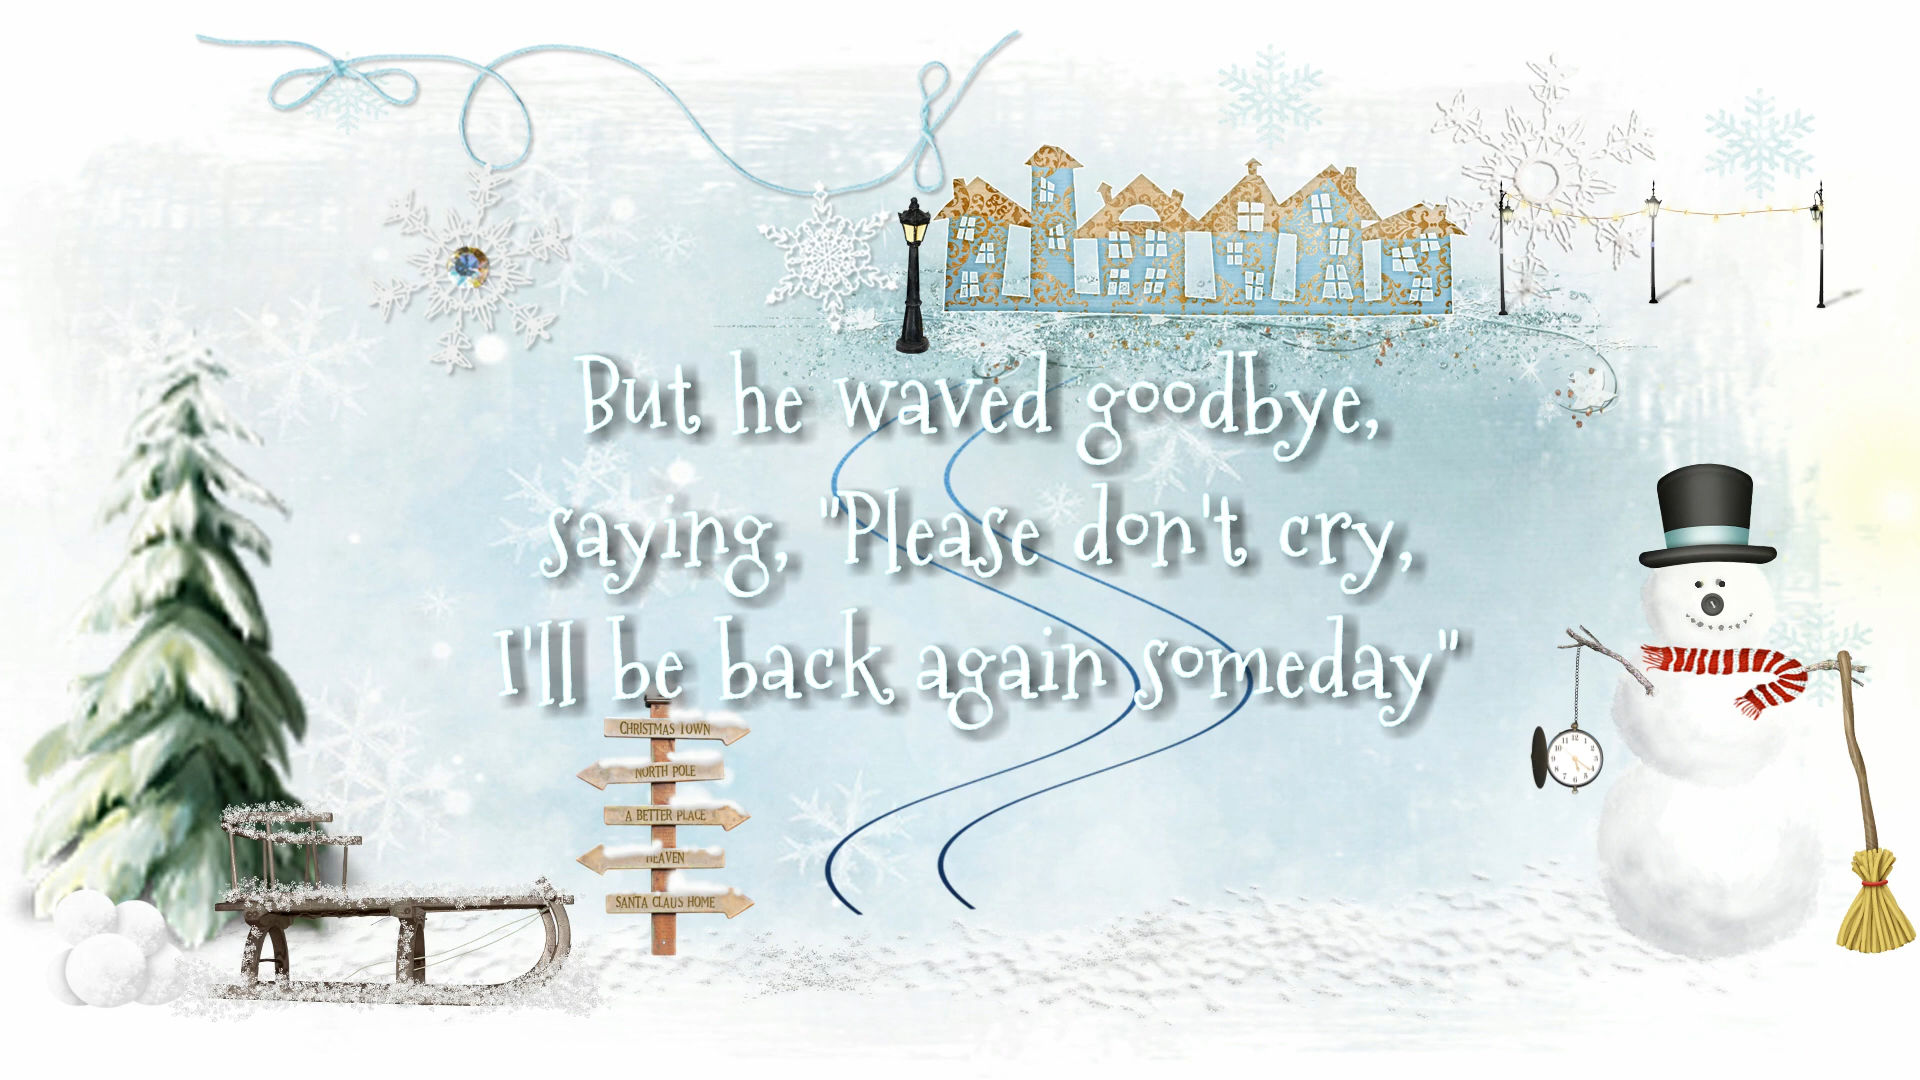 But he waved goodbye,
saying, "Please don't cry,
I'll be back again someday"
CHRISTMAS TOWN
NORTH POLE
A BETTER PLACE
HEAVEN
SANTA CLAUS HOME